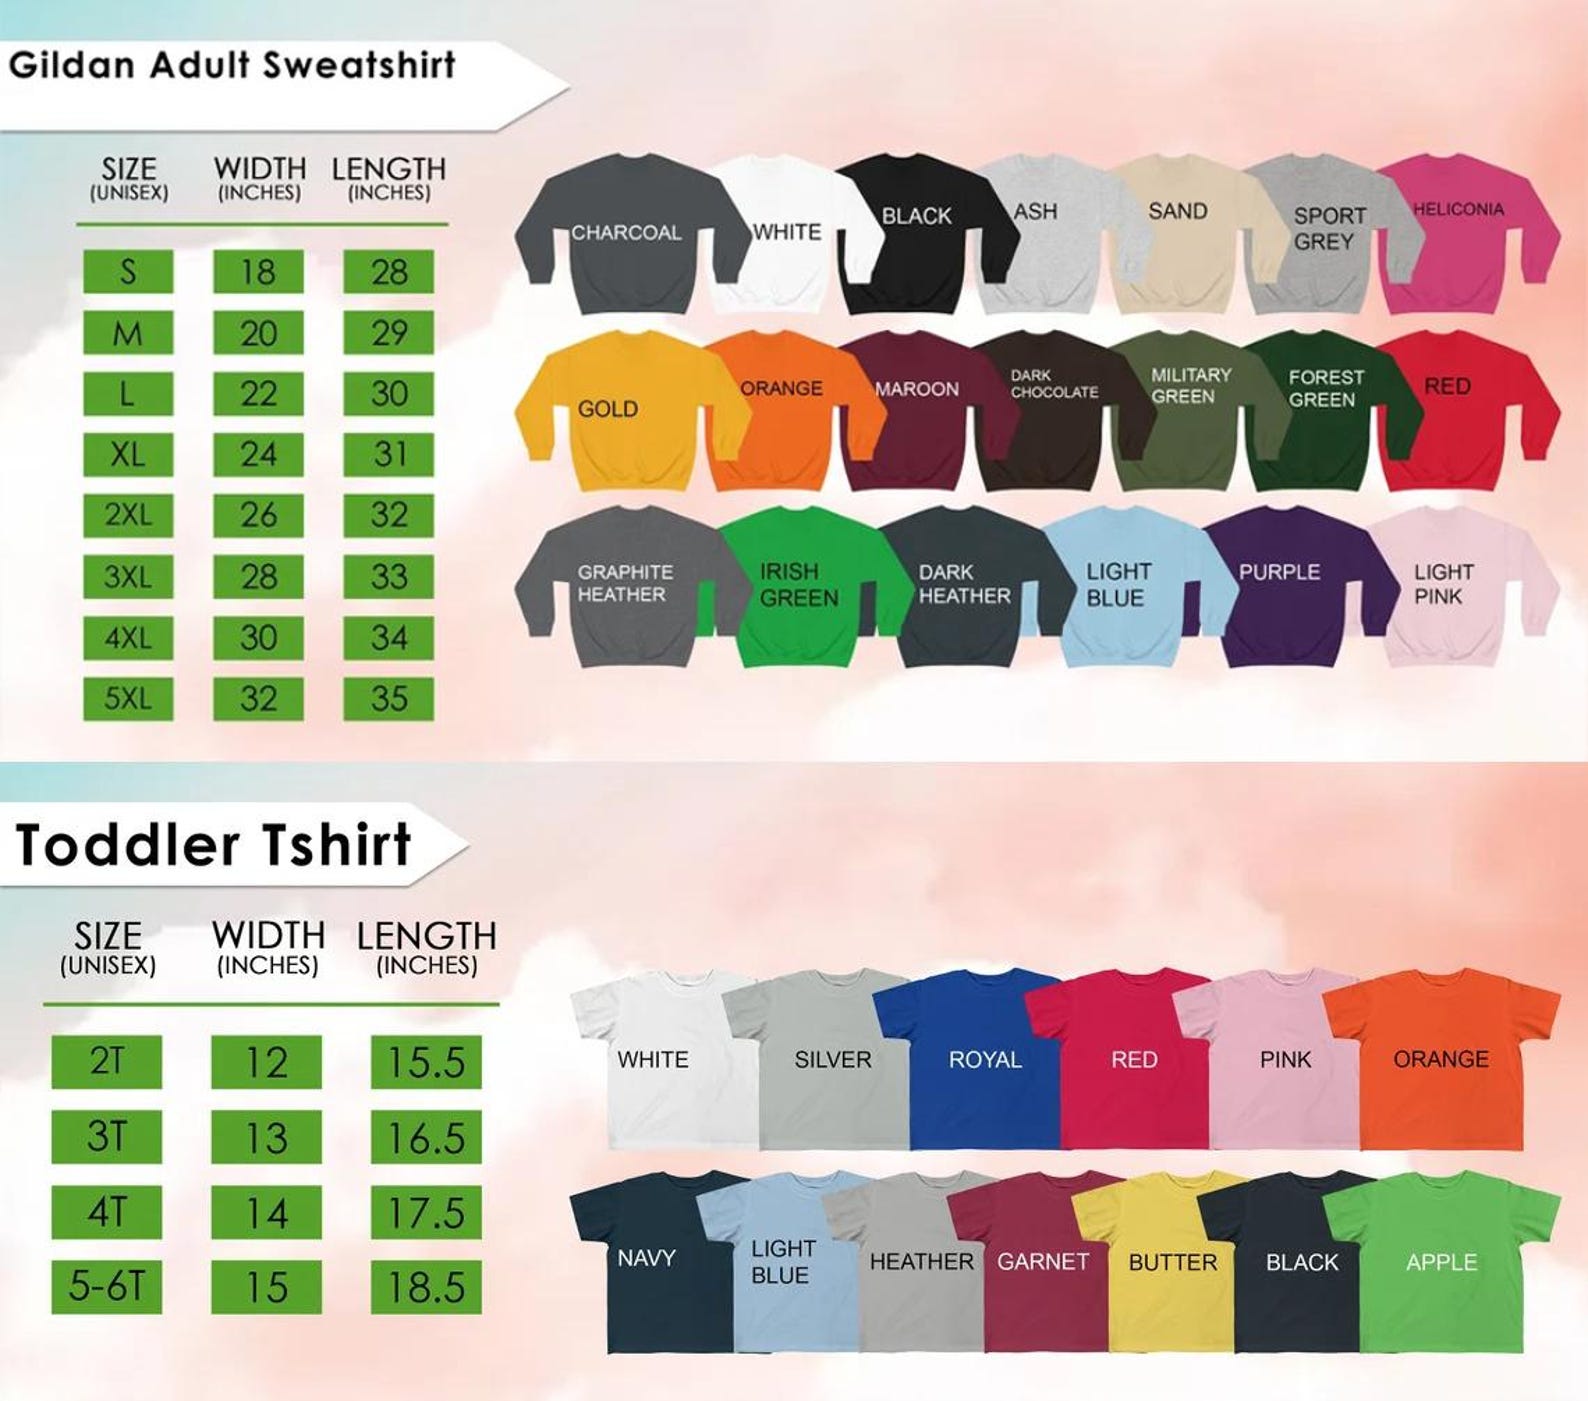 Gildan Adult Sweatshirt
SIZE WIDTH LENGTH
(UNISEX) (INCHES) (INCHES)
S 18 28
M 20 29
L 22 30
XL 24 31
2XL 26 32
3XL 28 33
4XL 30 34
5XL 32 35
CHARCOAL
WHITE
BLACK
ASH
SAND
SPORT
GREY
HELICONIA
GOLD
ORANGE
MAROON
DARK
CHOCOLATE
MILITARY
GREEN
FOREST
GREEN
RED
GRAPHITE
HEATHER
IRISH
GREEN
DARK
HEATHER
LIGHT
BLUE
PURPLE
LIGHT
PINK
Toddler Tshirt
SIZE WIDTH LENGTH
(UNISEX) (INCHES) (INCHES)
2T 12 15.5
3T 13 16.5
4T 14 17.5
5-6T 15 18.5
WHITE
SILVER
ROYAL
RED
PINK
ORANGE
NAVY
LIGHT
BLUE
HEATHER
GARNET
BUTTER
BLACK
APPLE